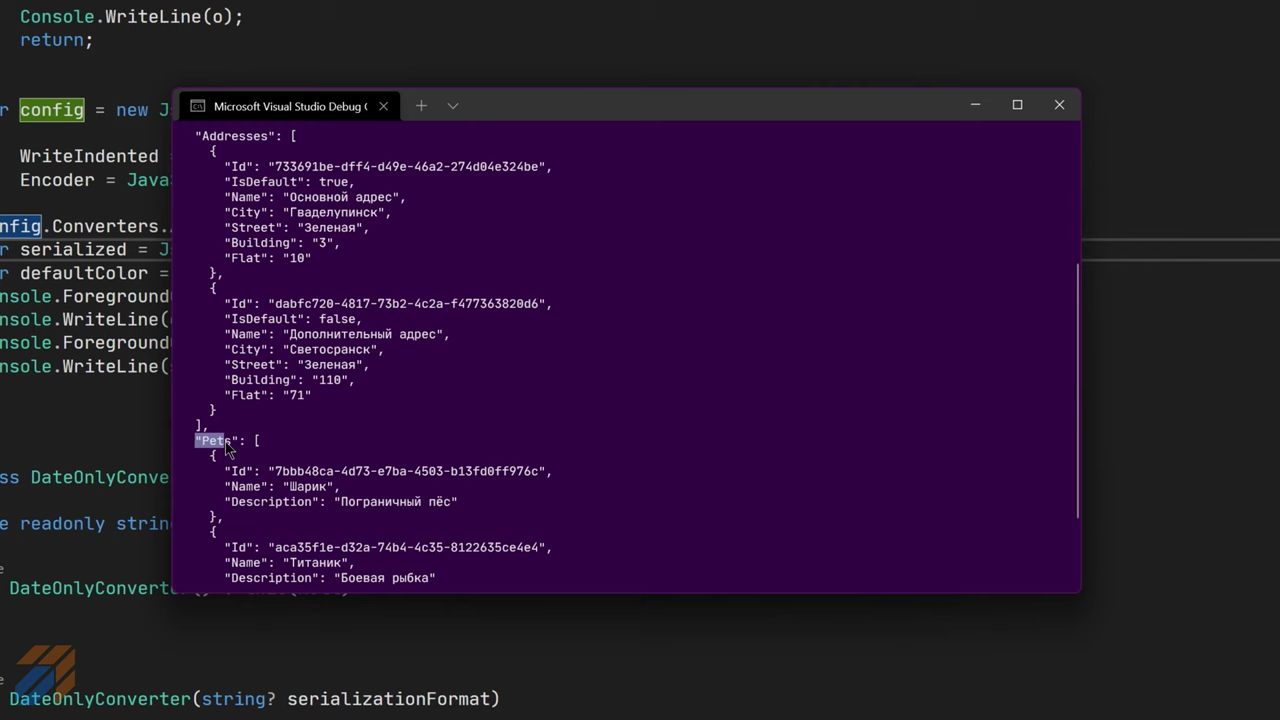 Console.WriteLine(o);
return;
r config = new J
Microsoft Visual Studio Debug
WriteIndented =
Encoder = Java
nfig.Converters.
r serialized = J
r defaultColor =
nsole.Foreground
nsole.WriteLine(
nsole.Foreground
nsole.WriteLine(
"Addresses": [
{
"Id": "733691be-dff4-d49e-46a2-274d04e324be",
"IsDefault": true,
"Name": "Основной адрес",
"City": "Гваделупинск",
"Street": "Зеленая",
"Building": "3",
"Flat": "10"
},
{
"Id": "dabfc720-4817-73b2-4c2a-f477363820d6",
"IsDefault": false,
"Name": "Дополнительный адрес",
"City": "Светосранск",
"Street": "Зеленая",
"Building": "110",
"Flat": "71"
}
],
"Pets": [
{
"Id": "7bbb48ca-4d73-e7ba-4503-b13fd0ff976c",
"Name": "Шарик",
"Description": "Пограничный пёс"
},
{
"Id": "aca35f1e-d32a-74b4-4c35-8122635ce4e4",
"Name": "Титаник",
"Description": "Боевая рыбка"
ss DateOnlyConve
e readonly strin
e
DateOnlyConverte
e
DateOnlyConverter(string? serializationFormat)